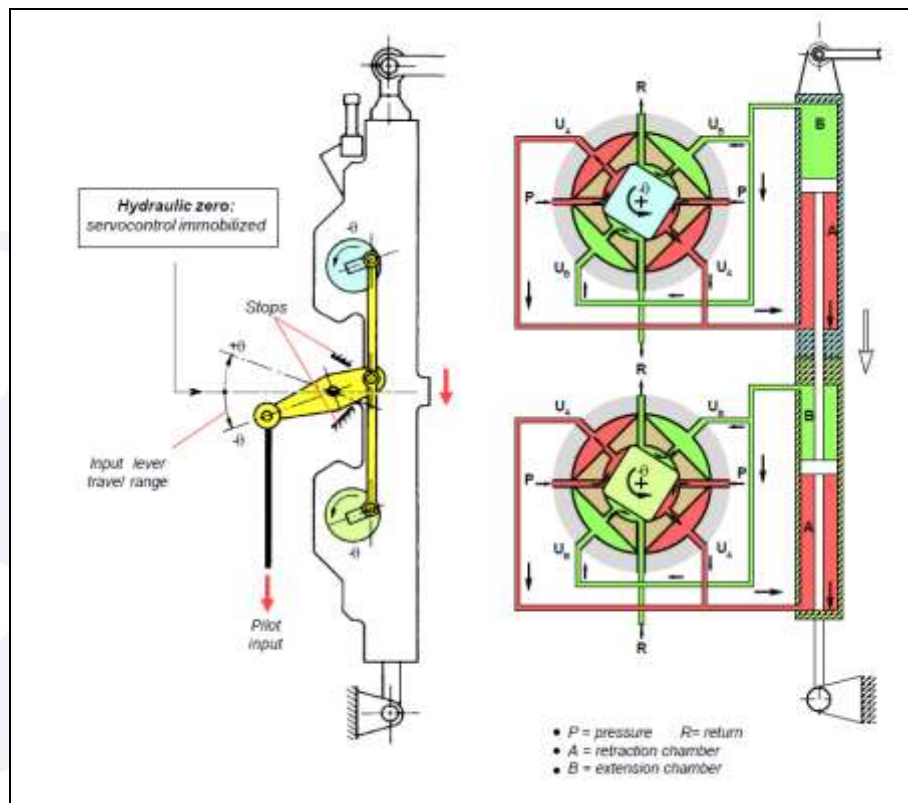 Hydraulic zero:
servocontrol immobilized
-θ
Stops
+θ
-θ
Input lever
travel range
-θ
Pilot
input
R
U_A
U_B
B
-θ
P
P
A
U_B
U_A
R
R
U_A
U_B
B
-θ
P
P
A
U_B
U_A
R
• P = pressure R= return
• A = retraction chamber
• B = extension chamber